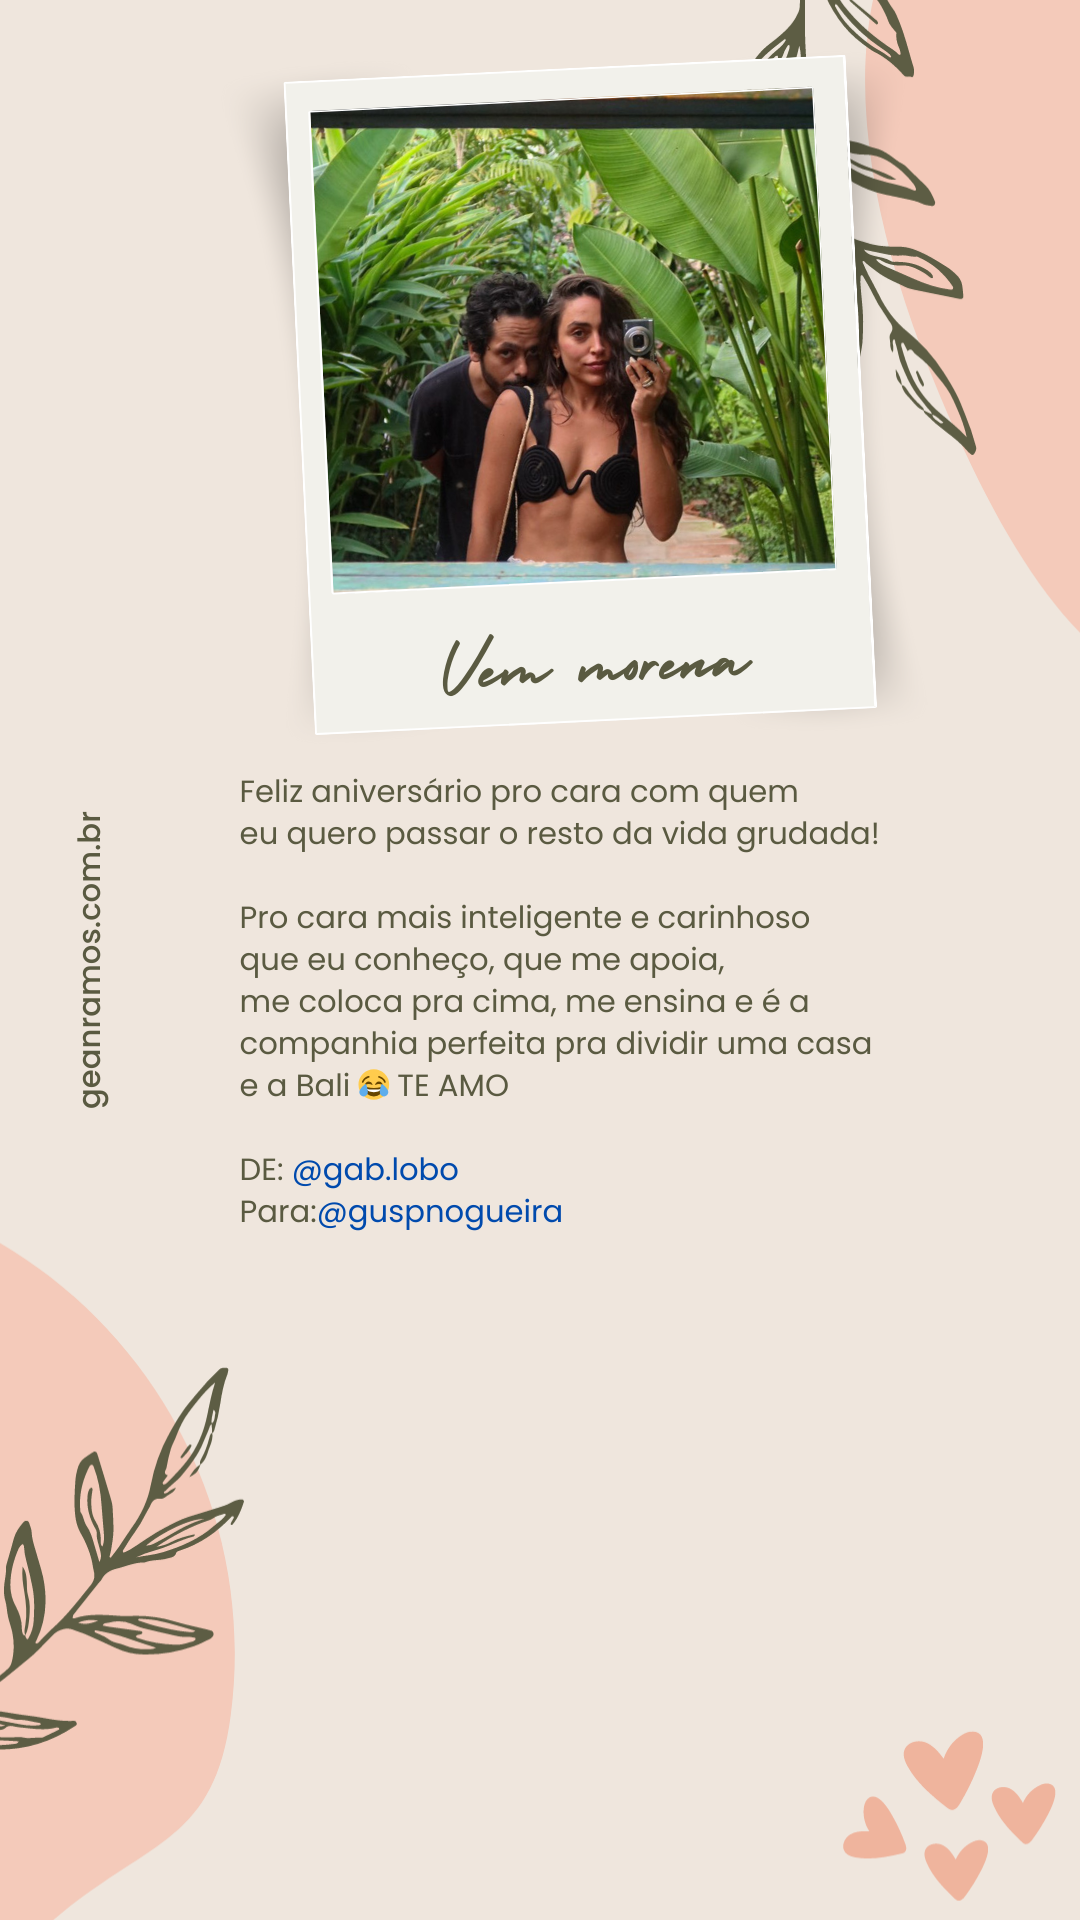 Vem morena
Feliz aniversário pro cara com quem
eu quero passar o resto da vida grudada!
Pro cara mais inteligente e carinhoso
que eu conheço, que me apoia,
me coloca pra cima, me ensina e é a
companhia perfeita pra dividir uma casa
e a Bali 😂 TE AMO
DE: @gab.lobo
Para:@guspnogueira
geanramos.com.br